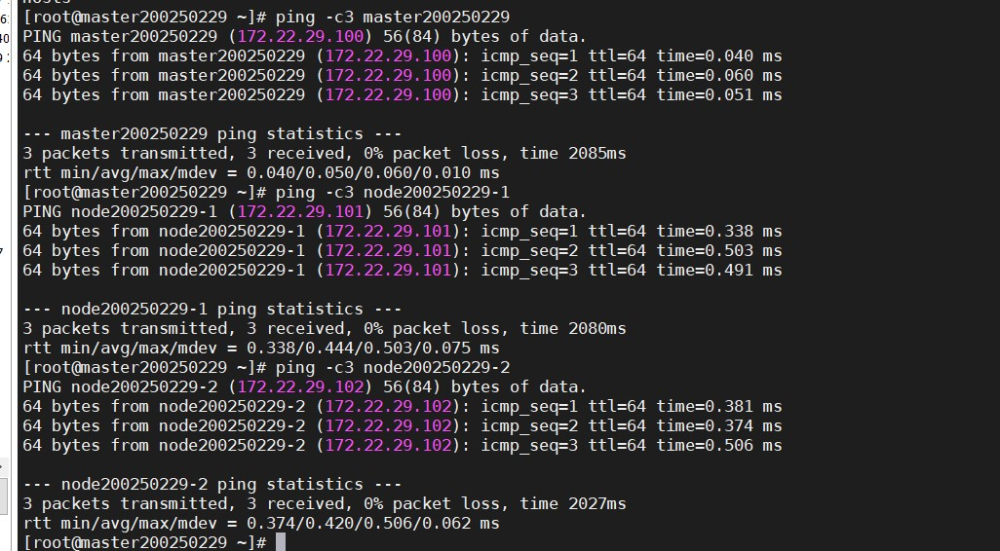 [root@master200250229 ~]# ping -c3 master200250229
PING master200250229 (172.22.29.100) 56(84) bytes of data.
64 bytes from master200250229 (172.22.29.100): icmp_seq=1 ttl=64 time=0.040 ms
64 bytes from master200250229 (172.22.29.100): icmp_seq=2 ttl=64 time=0.060 ms
64 bytes from master200250229 (172.22.29.100): icmp_seq=3 ttl=64 time=0.051 ms
--- master200250229 ping statistics ---
3 packets transmitted, 3 received, 0% packet loss, time 2085ms
rtt min/avg/max/mdev = 0.040/0.050/0.060/0.010 ms
[root@master200250229 ~]# ping -c3 node200250229-1
PING node200250229-1 (172.22.29.101) 56(84) bytes of data.
64 bytes from node200250229-1 (172.22.29.101): icmp_seq=1 ttl=64 time=0.338 ms
64 bytes from node200250229-1 (172.22.29.101): icmp_seq=2 ttl=64 time=0.503 ms
64 bytes from node200250229-1 (172.22.29.101): icmp_seq=3 ttl=64 time=0.491 ms
--- node200250229-1 ping statistics ---
3 packets transmitted, 3 received, 0% packet loss, time 2080ms
rtt min/avg/max/mdev = 0.338/0.444/0.503/0.075 ms
[root@master200250229 ~]# ping -c3 node200250229-2
PING node200250229-2 (172.22.29.102) 56(84) bytes of data.
64 bytes from node200250229-2 (172.22.29.102): icmp_seq=1 ttl=64 time=0.381 ms
64 bytes from node200250229-2 (172.22.29.102): icmp_seq=2 ttl=64 time=0.374 ms
64 bytes from node200250229-2 (172.22.29.102): icmp_seq=3 ttl=64 time=0.506 ms
--- node200250229-2 ping statistics ---
3 packets transmitted, 3 received, 0% packet loss, time 2027ms
rtt min/avg/max/mdev = 0.374/0.420/0.506/0.062 ms
[root@master200250229 ~]#